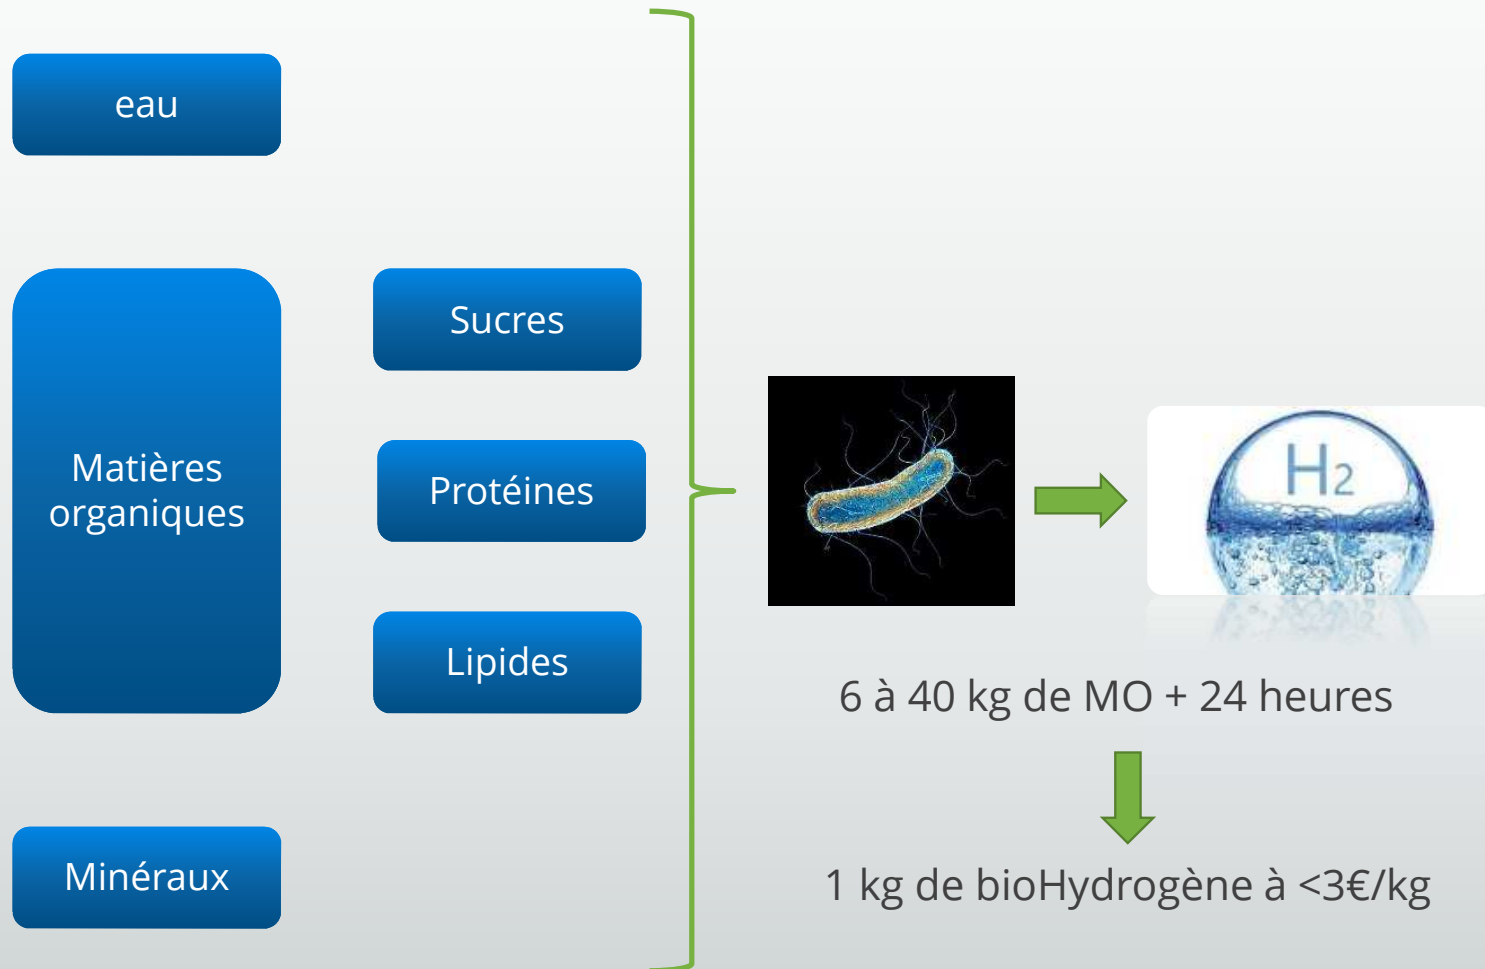 eau
Matières
organiques
Sucres
Protéines
Lipides
Minéraux
H2
6 à 40 kg de MO + 24 heures
1 kg de bioHydrogène à <3€/kg